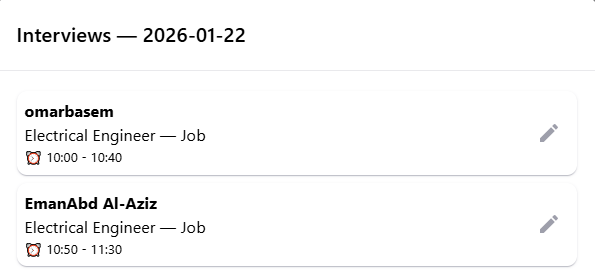 Interviews — 2026-01-22
omarbasem
Electrical Engineer — Job
⏰ 10:00 - 10:40
EmanAbd Al-Aziz
Electrical Engineer — Job
⏰ 10:50 - 11:30